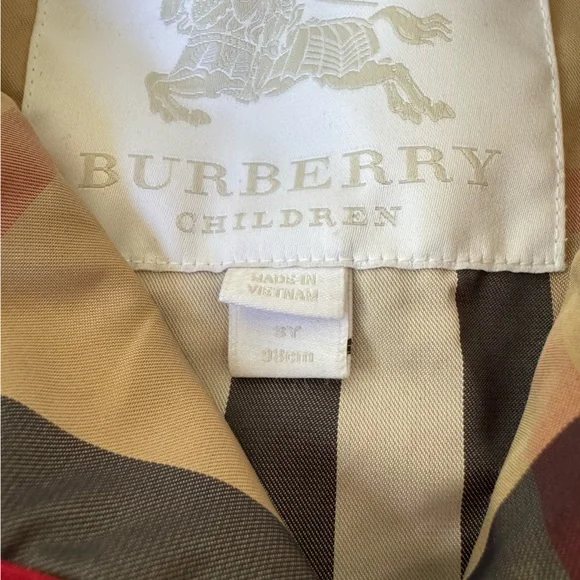 BURBERRY
CHILDREN
MADE IN
VIETNAM
3Y
98cm